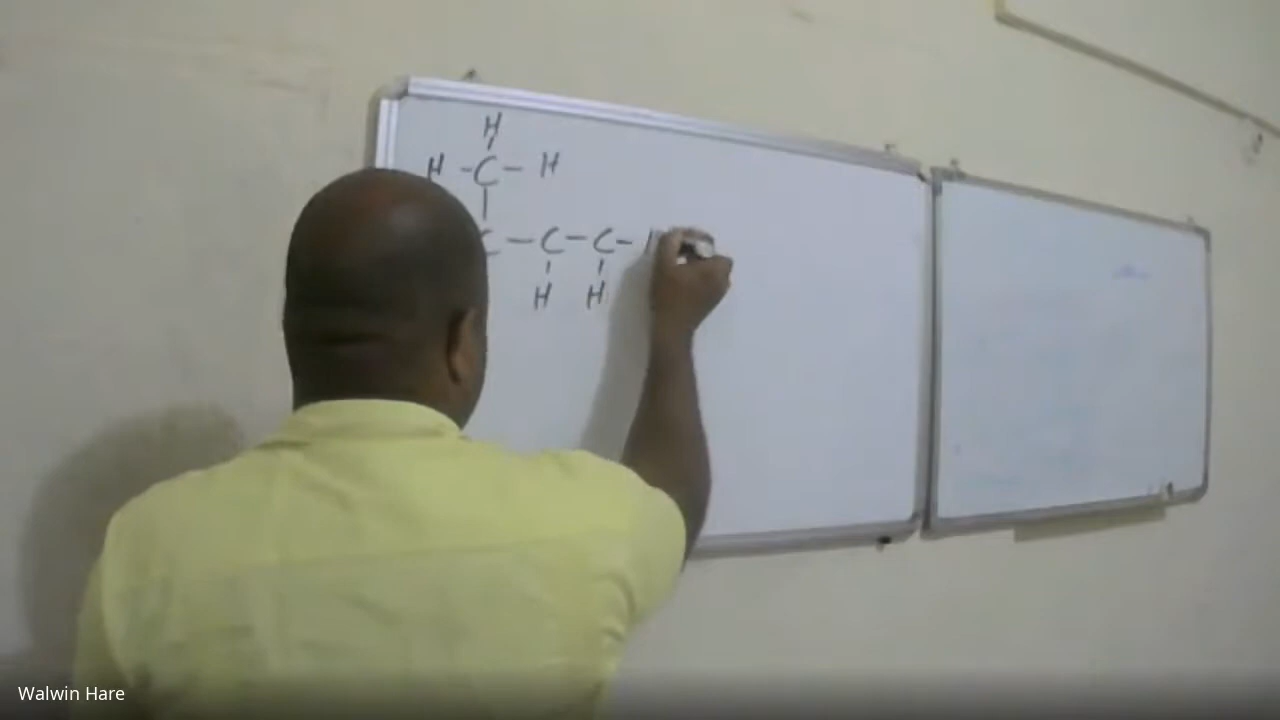 H
H - C - H
C - C - C -
H H
Walwin Hare